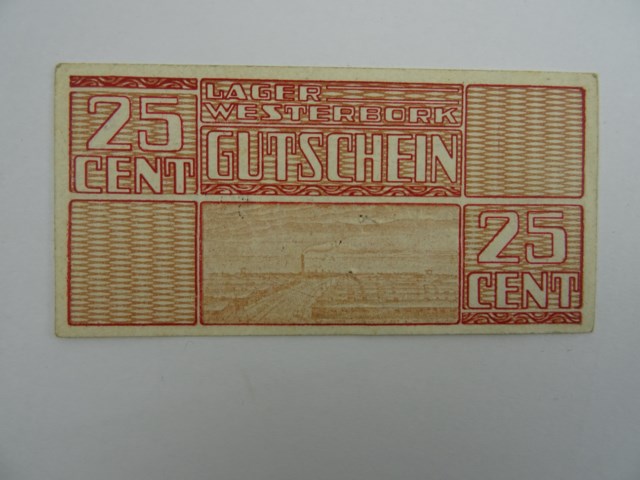 25
CENT
LAGER
WESTERBORK
GUTSCHEIN
25
CENT